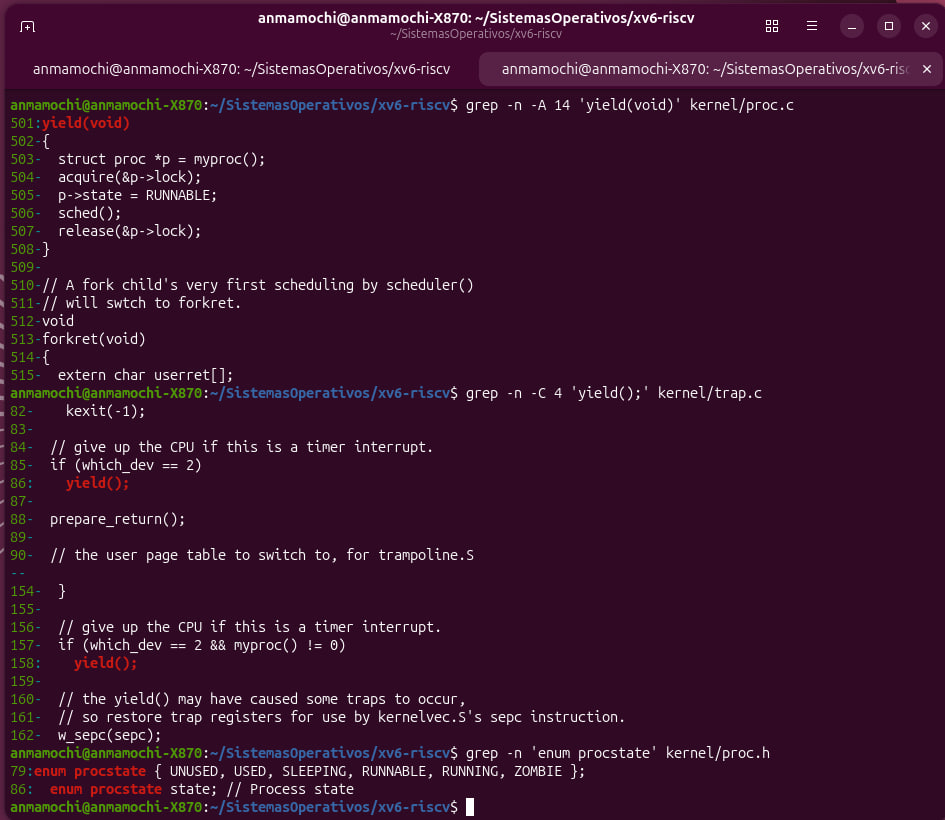 anmamochi@anmamochi-X870: ~/SistemasOperativos/xv6-riscv
~/SistemasOperativos/xv6-riscv
anmamochi@anmamochi-X870: ~/SistemasOperativos/xv6-riscv
anmamochi@anmamochi-X870: ~/SistemasOperativos/xv6-risc
anmamochi@anmamochi-X870:~/SistemasOperativos/xv6-riscv$ grep -n -A 14 'yield(void)' kernel/proc.c
501:yield(void)
502-{
503-  struct proc *p = myproc();
504-  acquire(&p->lock);
505-  p->state = RUNNABLE;
506-  sched();
507-  release(&p->lock);
508-}
509-
510-// A fork child's very first scheduling by scheduler()
511-// will swtch to forkret.
512-void
513-forkret(void)
514-{
515-  extern char userret[];
anmamochi@anmamochi-X870:~/SistemasOperativos/xv6-riscv$ grep -n -C 4 'yield();' kernel/trap.c
82-    kexit(-1);
83-
84-  // give up the CPU if this is a timer interrupt.
85-  if (which_dev == 2)
86:    yield();
87-
88-  prepare_return();
89-
90-  // the user page table to switch to, for trampoline.S
--
154-  }
155-
156-  // give up the CPU if this is a timer interrupt.
157-  if (which_dev == 2 && myproc() != 0)
158:    yield();
159-
160-  // the yield() may have caused some traps to occur,
161-  // so restore trap registers for use by kernelvec.S's sepc instruction.
162-  w_sepc(sepc);
anmamochi@anmamochi-X870:~/SistemasOperativos/xv6-riscv$ grep -n 'enum procstate' kernel/proc.h
79:enum procstate { UNUSED, USED, SLEEPING, RUNNABLE, RUNNING, ZOMBIE };
86:  enum procstate state; // Process state
anmamochi@anmamochi-X870:~/SistemasOperativos/xv6-riscv$